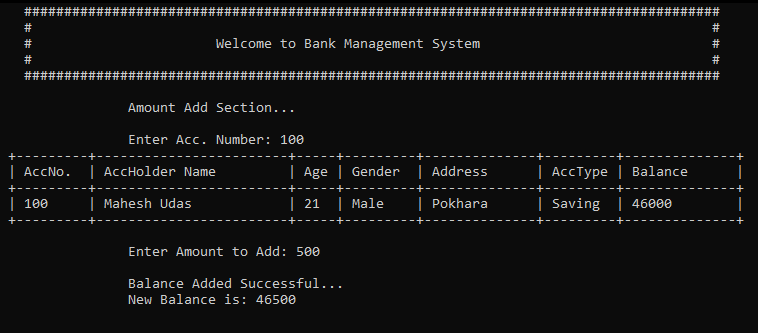 #######################################################################################
# #
# Welcome to Bank Management System #
# #
#######################################################################################
Amount Add Section...
Enter Acc. Number: 100
+---------+------------------------+-----+---------+--------------+---------+--------------+
| AccNo. | AccHolder Name | Age | Gender | Address | AccType | Balance |
+---------+------------------------+-----+---------+--------------+---------+--------------+
| 100 | Mahesh Udas | 21 | Male | Pokhara | Saving | 46000 |
+---------+------------------------+-----+---------+--------------+---------+--------------+
Enter Amount to Add: 500
Balance Added Successful...
New Balance is: 46500